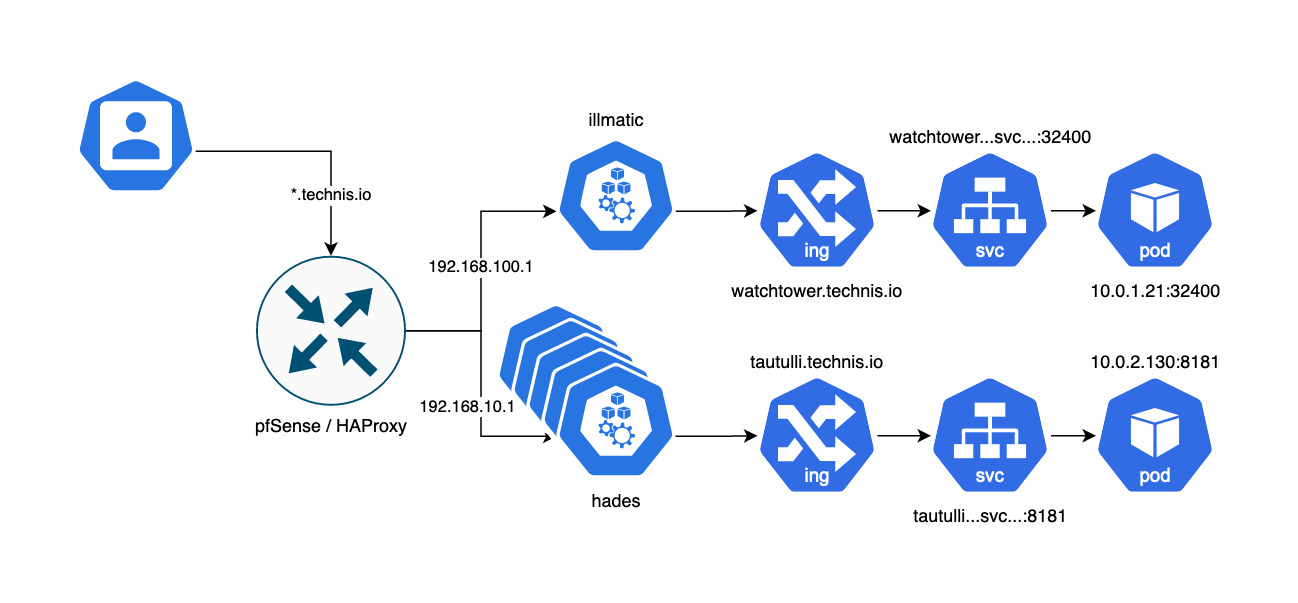 illmatic
watchtower...svc...:32400
*.technis.io
192.168.100.1
ing
svc
pod
watchtower.technis.io
10.0.1.21:32400
tautulli.technis.io
10.0.2.130:8181
192.168.10.1
pfSense / HAProxy
ing
svc
pod
hades
tautulli...svc...:8181